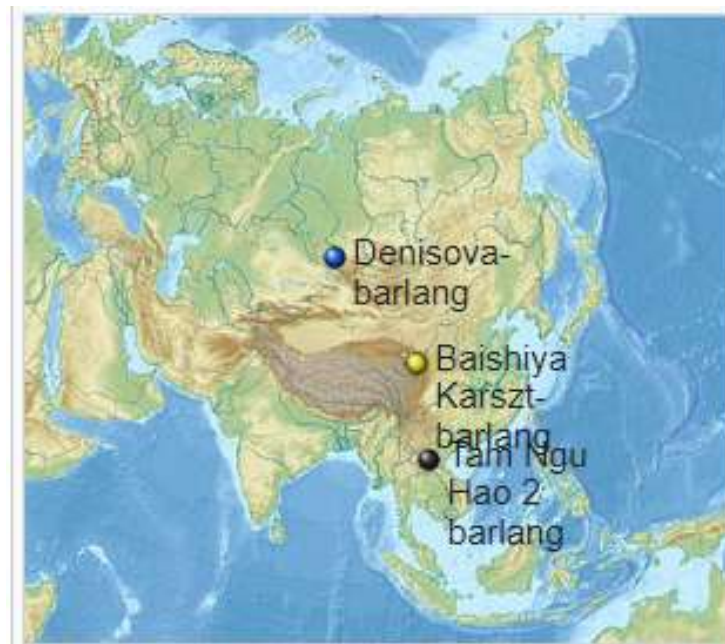 Denisova-
barlang
Baishiya
Karszt-
barlang
Tam Ngu
Hao 2
barlang